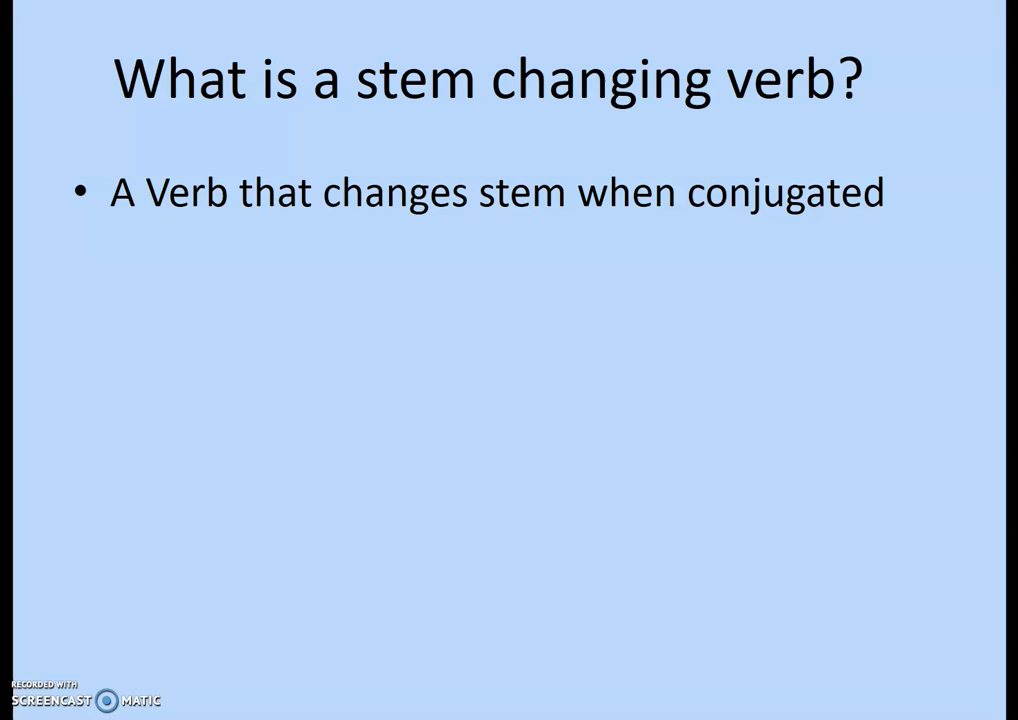 What is a stem changing verb?
• A Verb that changes stem when conjugated
RECORDED WITH
SCREENCAST MATIC